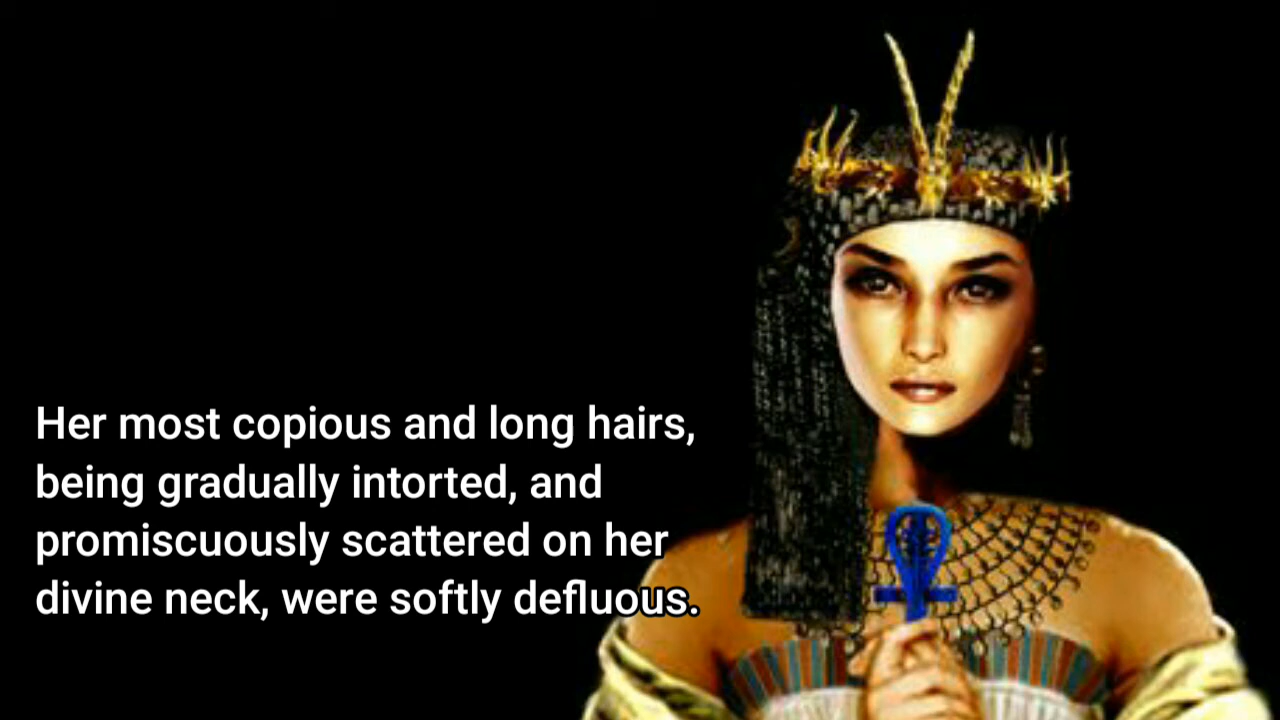 Her most copious and long hairs,
being gradually intorted, and
promiscuously scattered on her
divine neck, were softly defluous.